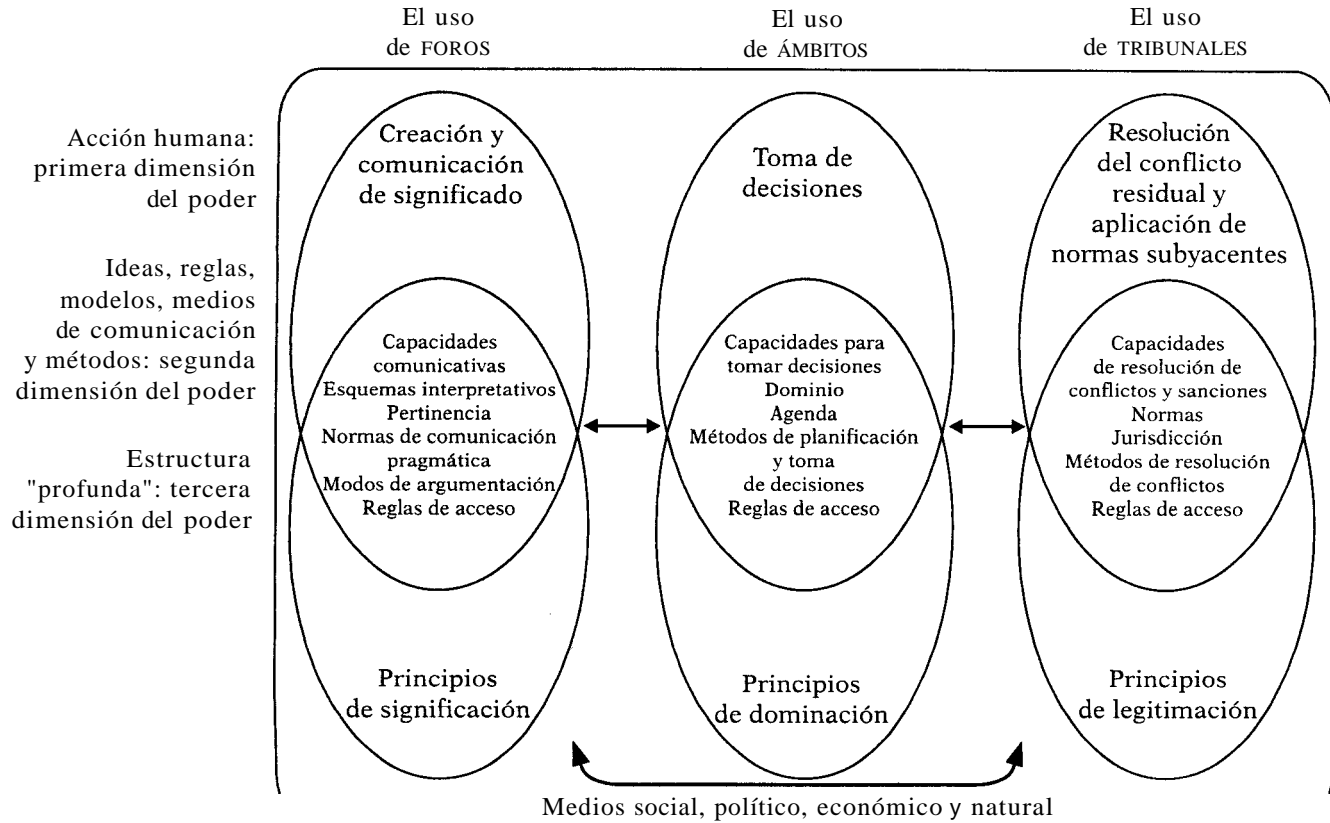 El uso
de FOROS
El uso
de ÁMBITOS
El uso
de TRIBUNALES
Acción humana:
primera dimensión
del poder
Creación y
comunicación
de significado
Toma de
decisiones
Resolución
del conflicto
residual y
aplicación de
normas subyacentes
Ideas, reglas,
modelos, medios
de comunicación
y métodos: segunda
dimensión del poder
Capacidades
comunicativas
Esquemas interpretativos
Pertinencia
Normas de comunicación
pragmática
Modos de argumentación
Reglas de acceso
Capacidades para
tomar decisiones
Dominio
Agenda
Métodos de planificación
y toma
de decisiones
Reglas de acceso
Capacidades
de resolución de
conflictos y sanciones
Normas
Jurisdicción
Métodos de resolución
de conflictos
Reglas de acceso
Estructura
"profunda": tercera
dimensión del poder
Principios
de significación
Principios
de dominación
Principios
de legitimación
Medios social, político, económico y natural